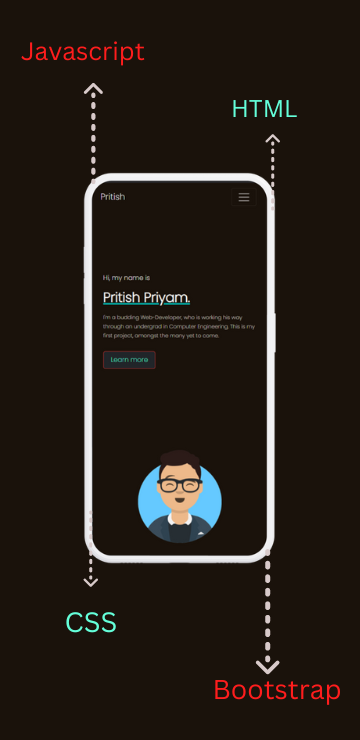 Javascript
HTML
Pritish
Hi, my name is
Pritish Priyam.
I'm a budding Web-Developer, who is working his way
through an undergrad in Computer Engineering. This is my
first project, amongst the many yet to come.
Learn more
CSS
Bootstrap